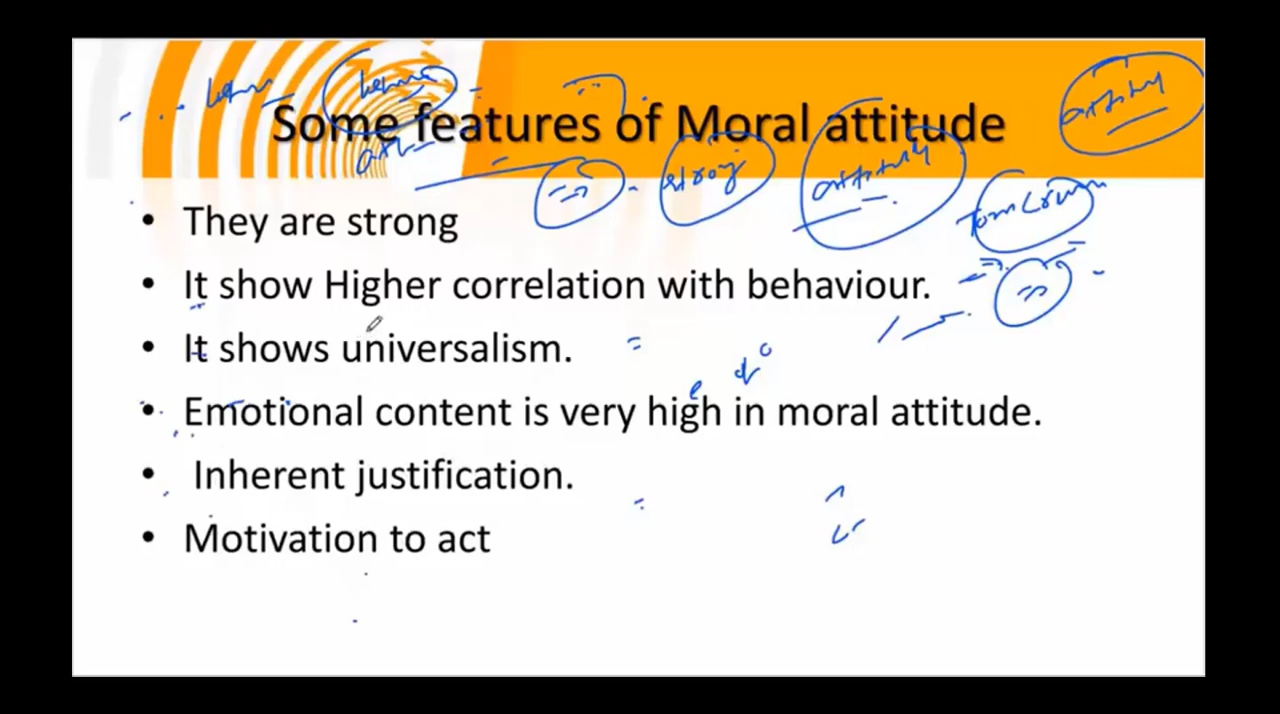 Some features of Moral attitude
strong
• They are strong
• It show Higher correlation with behaviour.
• It shows universalism.
• Emotional content is very high in moral attitude.
• Inherent justification.
• Motivation to act